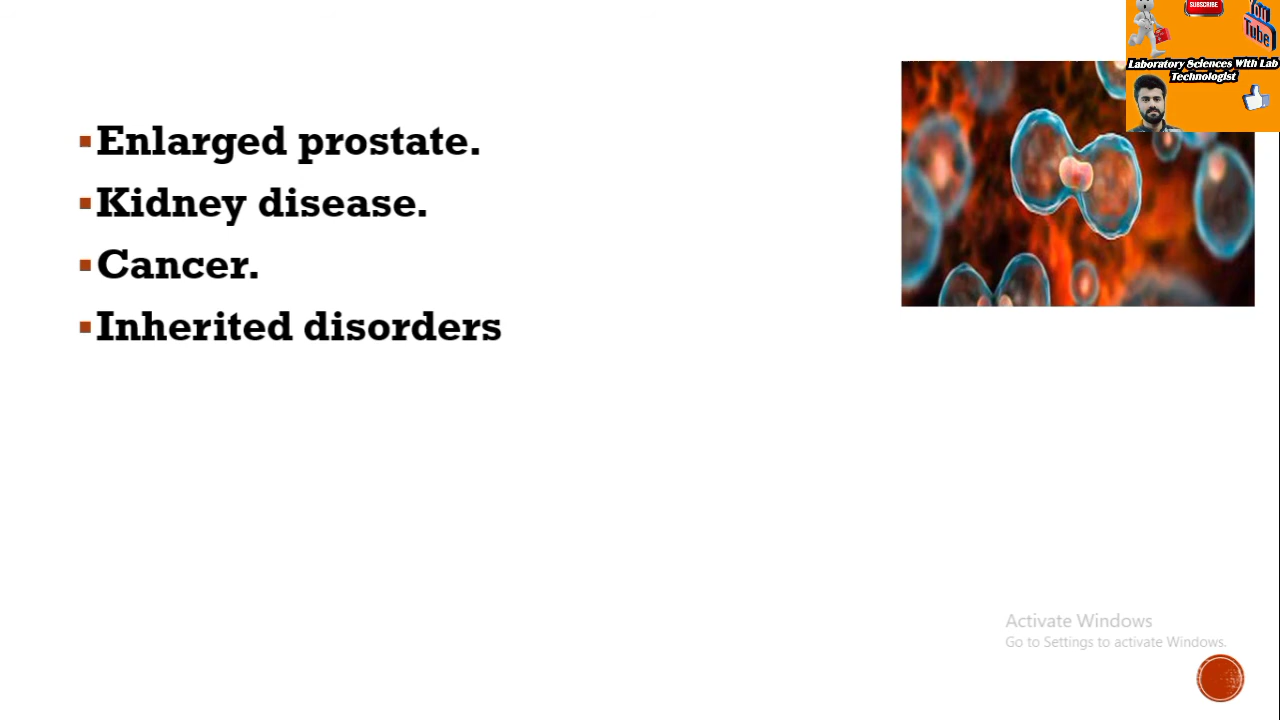 SUBSCRIBE
You
Tube
Laboratory Sciences With Lab
Technologist
▪Enlarged prostate.
▪Kidney disease.
▪Cancer.
▪Inherited disorders
Activate Windows
Go to Settings to activate Windows.